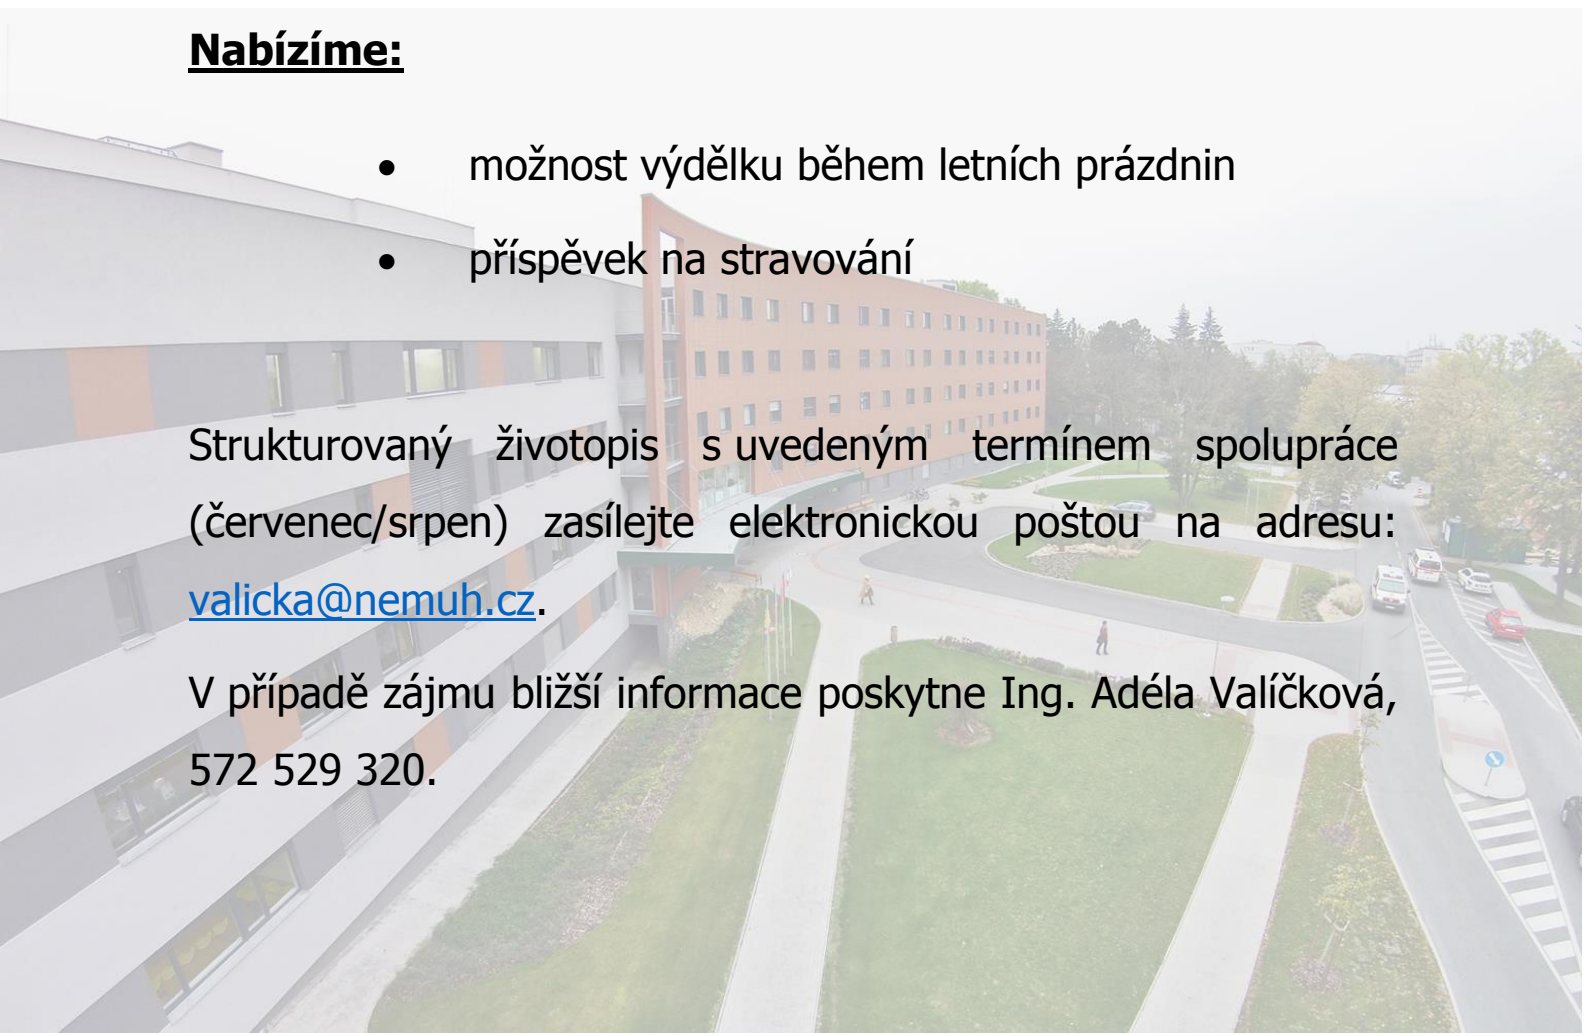 Nabízíme:
• možnost výdělku během letních prázdnin
• příspěvek na stravování
Strukturovaný životopis s uvedeným termínem spolupráce
(červenec/srpen) zasílejte elektronickou poštou na adresu:
valicka@nemuh.cz.
V případě zájmu bližší informace poskytne Ing. Adéla Valíčková,
572 529 320.